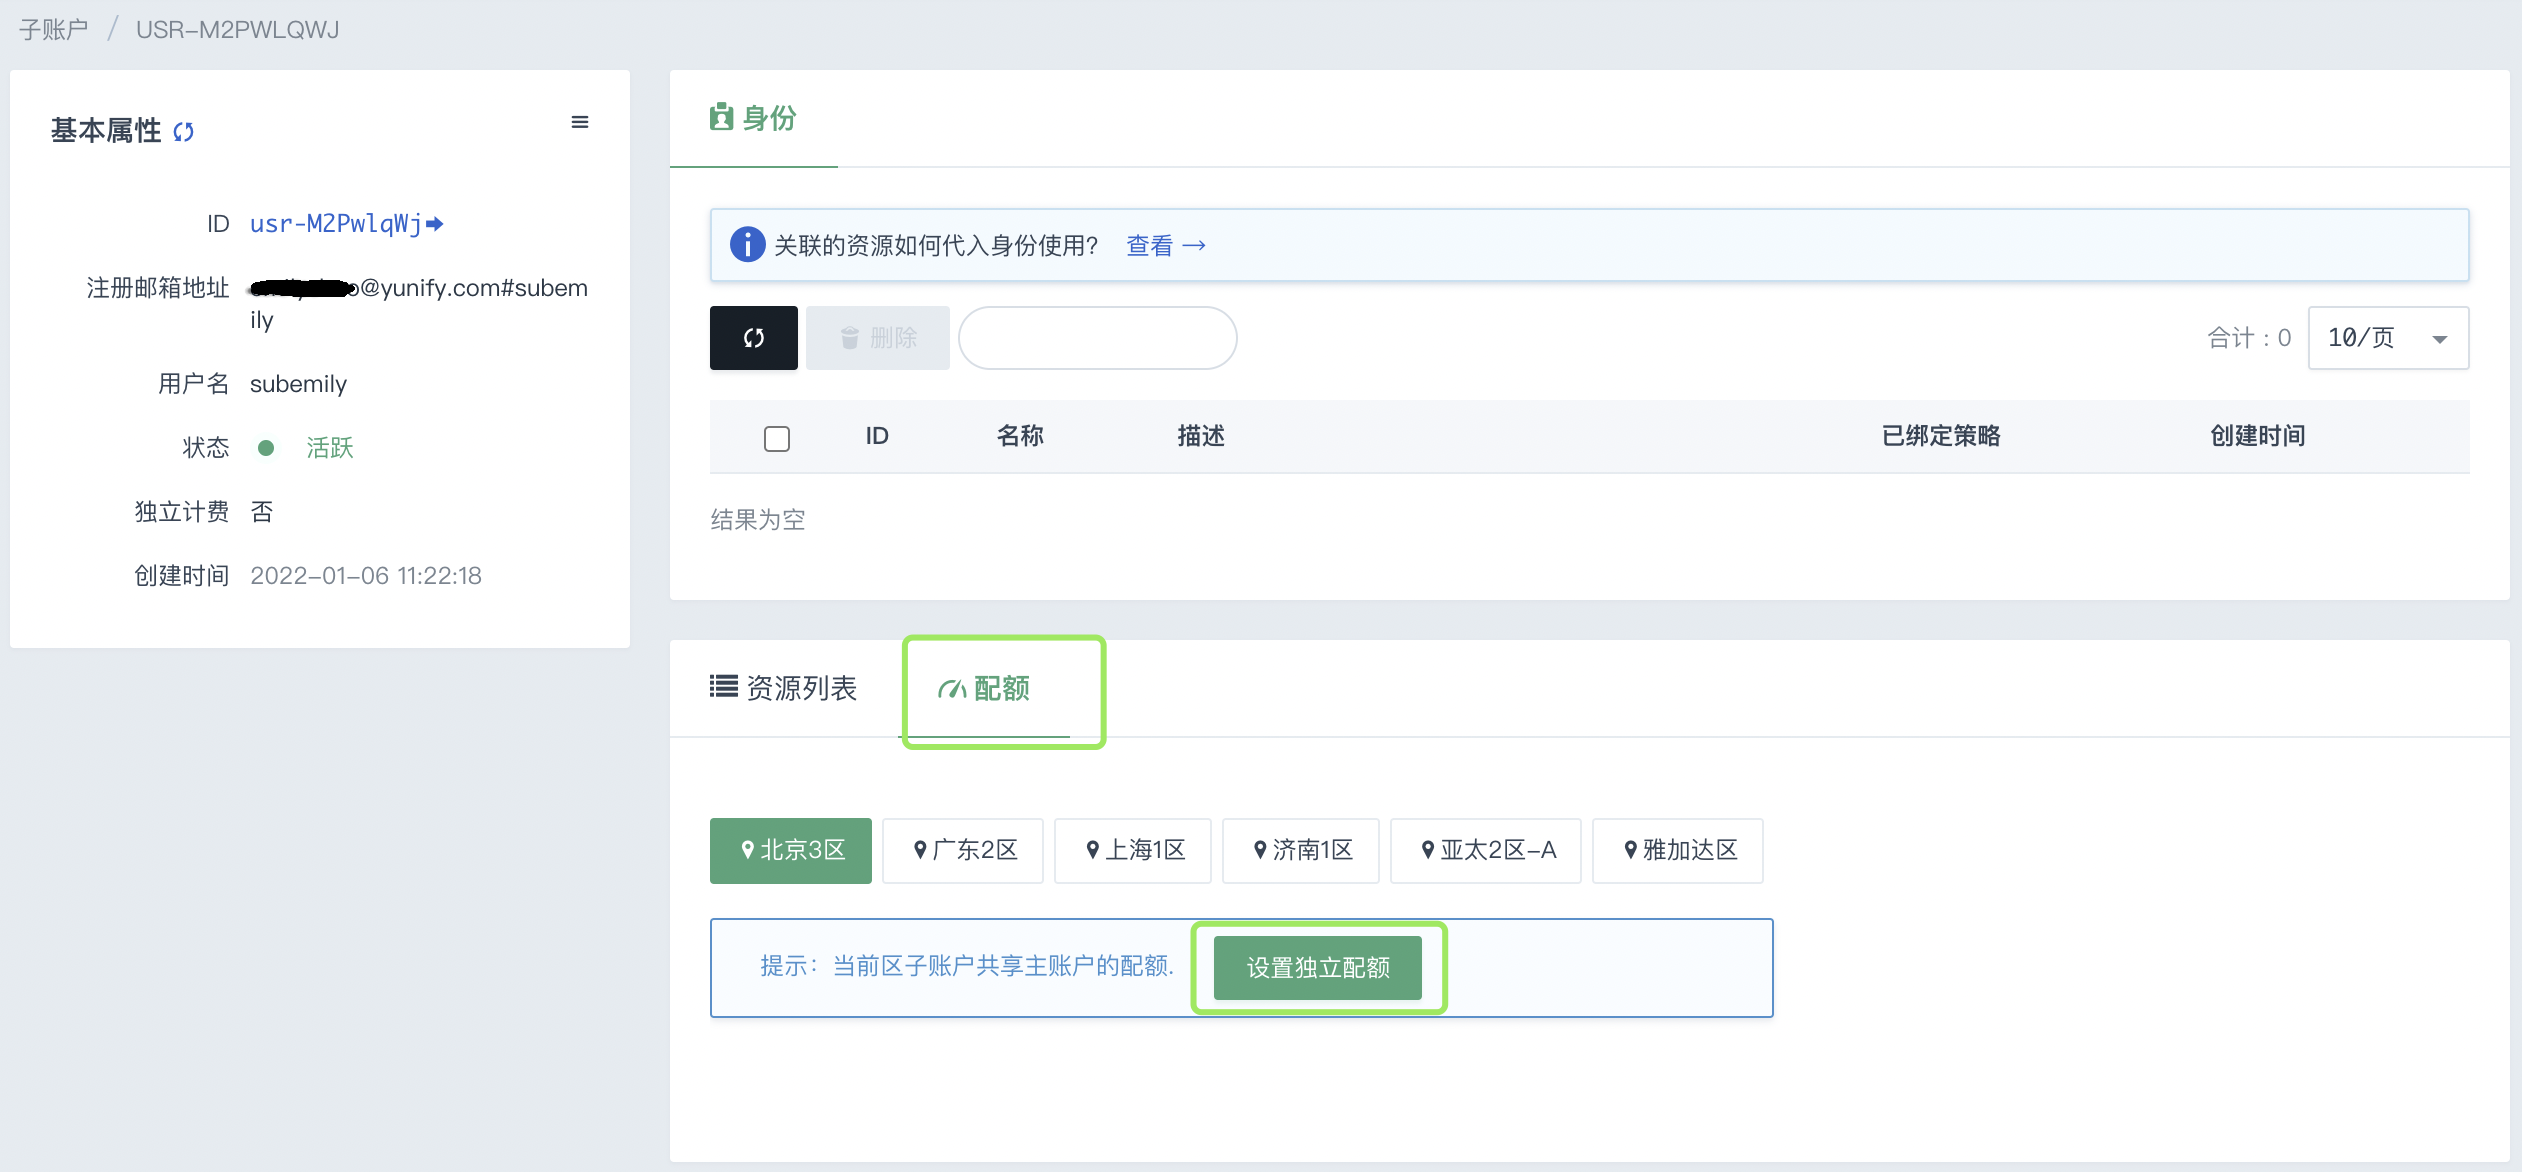 子账户 / USR-M2PWLQWJ
基本属性
ID usr-M2PwlqWj
注册邮箱地址 @yunify.com#subem
ily
用户名 subemily
状态 活跃
独立计费 否
创建时间 2022-01-06 11:22:18
身份
关联的资源如何代入身份使用? 查看 →
删除
合计：0 10/页
ID 名称 描述 已绑定策略 创建时间
结果为空
资源列表 配额
北京3区 广东2区 上海1区 济南1区 亚太2区-A 雅加达区
提示：当前区子账户共享主账户的配额. 设置独立配额